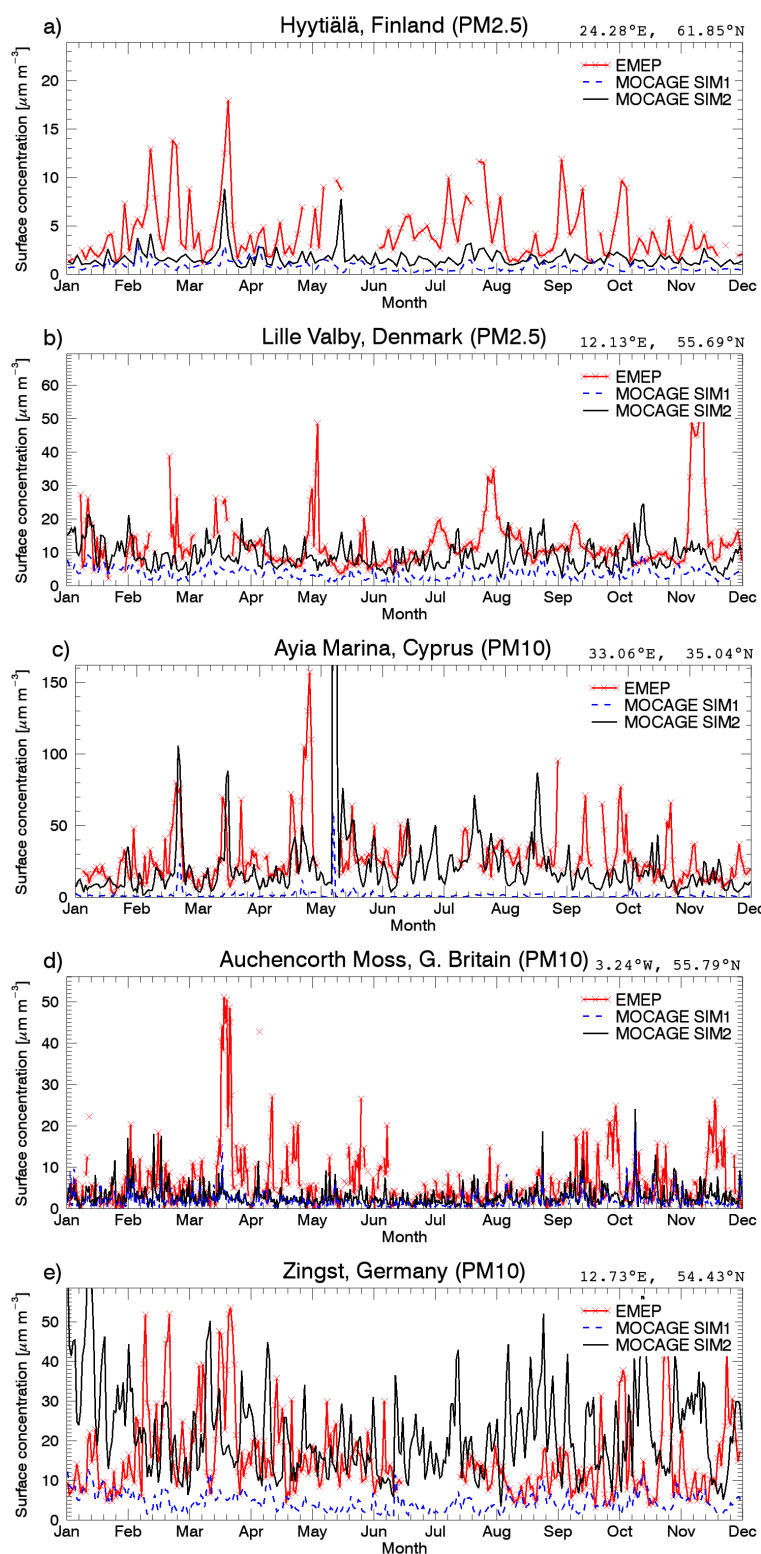 a) Hyytiälä, Finland (PM2.5) 24.28°E, 61.85°N
EMEP
MOCAGE SIM1
MOCAGE SIM2
Surface concentration [μm m⁻³]
20
15
10
5
0
Jan Feb Mar Apr May Jun Jul Aug Sep Oct Nov Dec
Month
b) Lille Valby, Denmark (PM2.5) 12.13°E, 55.69°N
EMEP
MOCAGE SIM1
MOCAGE SIM2
Surface concentration [μm m⁻³]
60
50
40
30
20
10
0
Jan Feb Mar Apr May Jun Jul Aug Sep Oct Nov Dec
Month
c) Ayia Marina, Cyprus (PM10) 33.06°E, 35.04°N
EMEP
MOCAGE SIM1
MOCAGE SIM2
Surface concentration [μm m⁻³]
150
100
50
0
Jan Feb Mar Apr May Jun Jul Aug Sep Oct Nov Dec
Month
d) Auchencorth Moss, G. Britain (PM10) 3.24°W, 55.79°N
EMEP
MOCAGE SIM1
MOCAGE SIM2
Surface concentration [μm m⁻³]
50
40
30
20
10
0
Jan Feb Mar Apr May Jun Jul Aug Sep Oct Nov Dec
Month
e) Zingst, Germany (PM10) 12.73°E, 54.43°N
EMEP
MOCAGE SIM1
MOCAGE SIM2
Surface concentration [μm m⁻³]
50
40
30
20
10
0
Jan Feb Mar Apr May Jun Jul Aug Sep Oct Nov Dec
Month